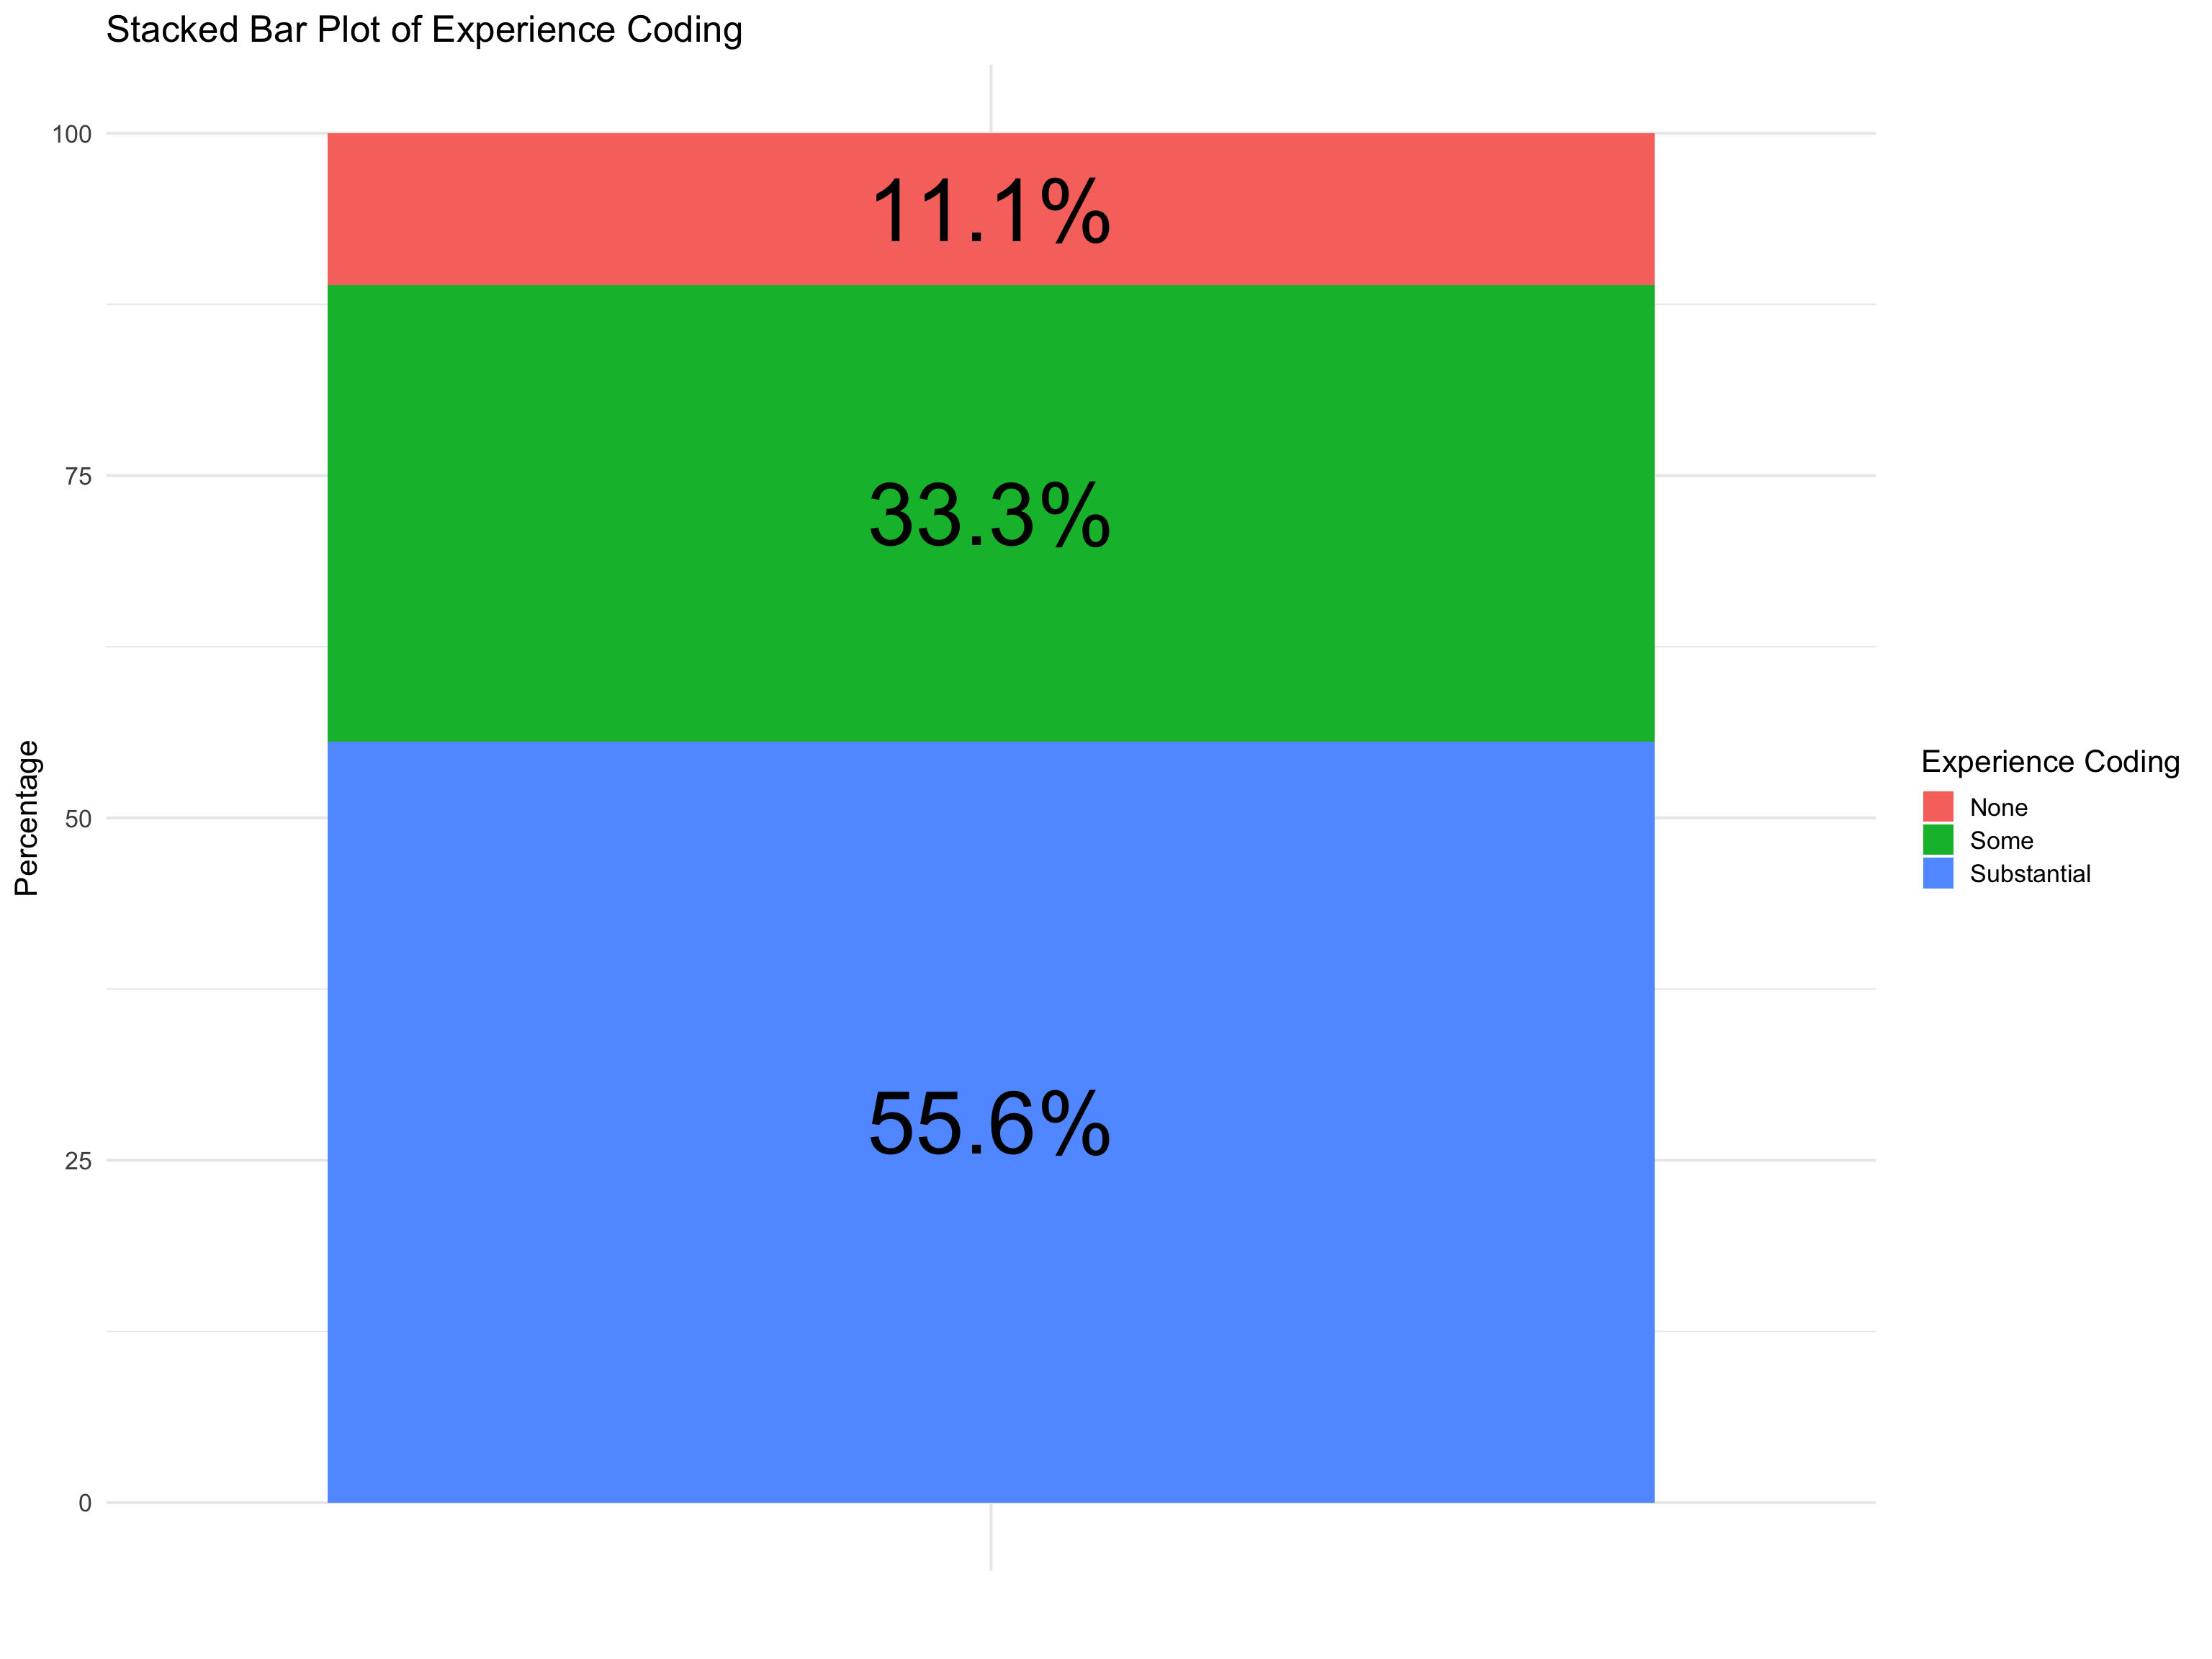 Stacked Bar Plot of Experience Coding
100
75
50
25
0
Percentage
11.1%
33.3%
55.6%
Experience Coding
None
Some
Substantial